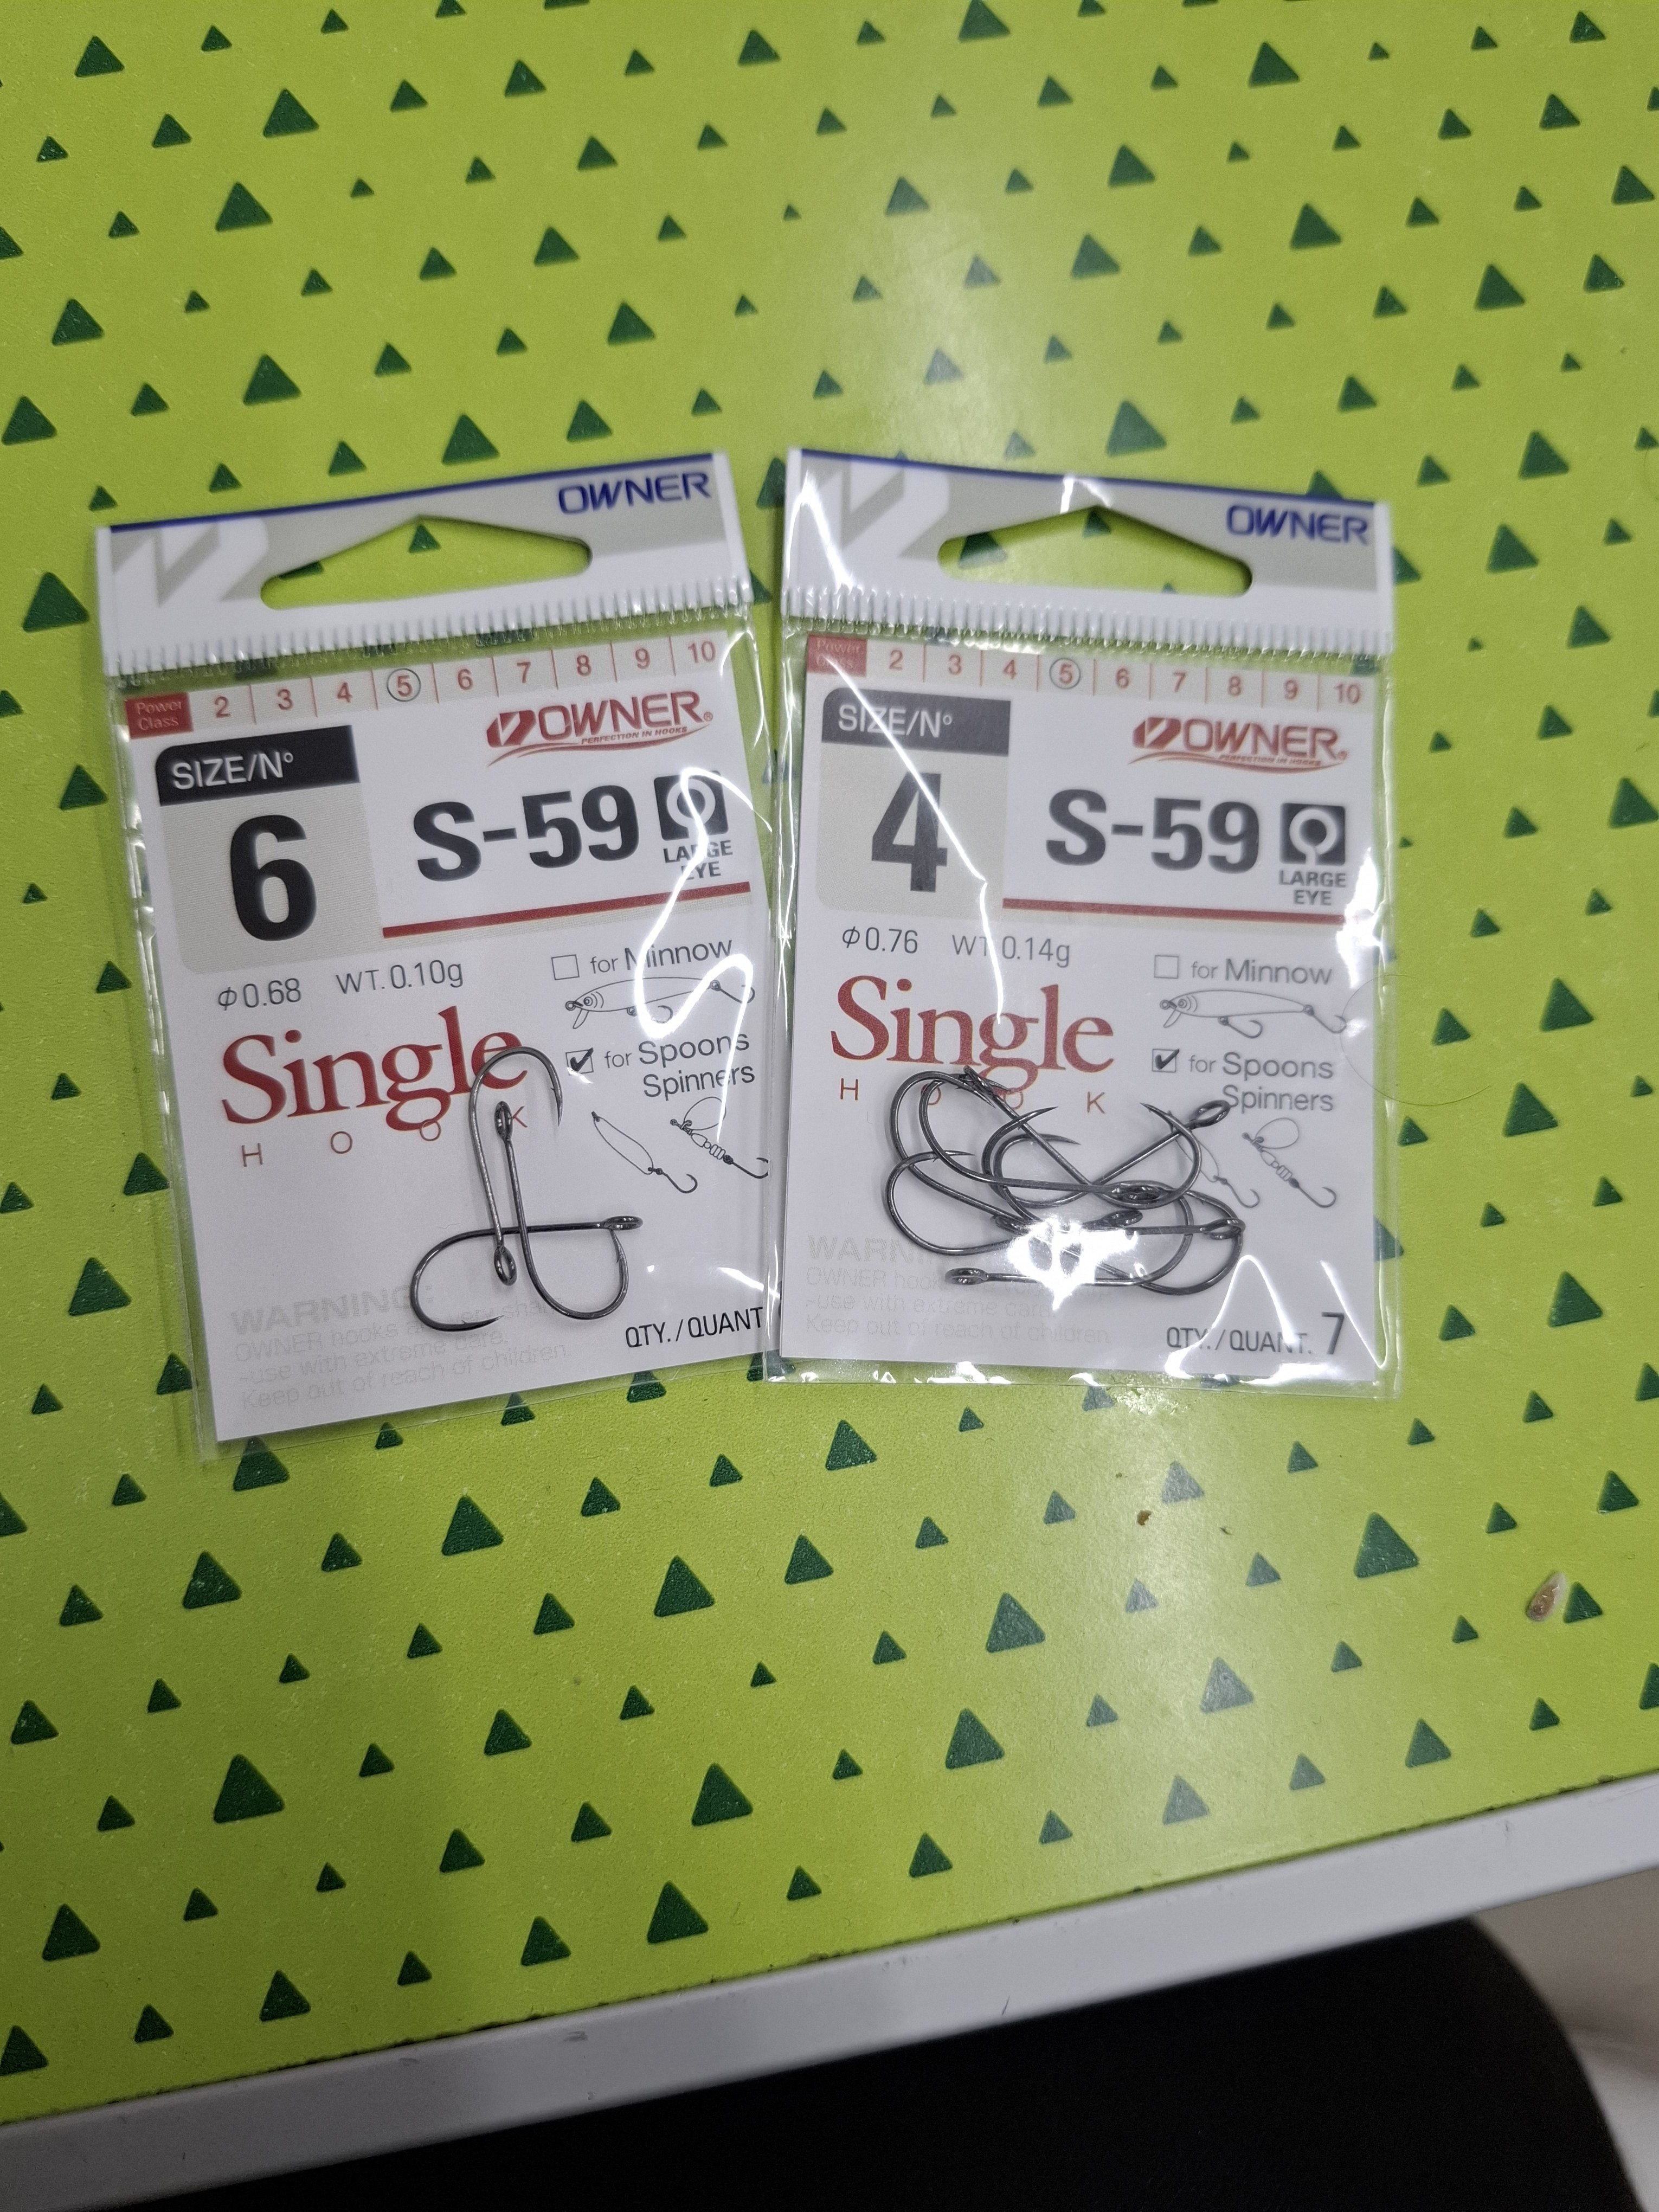 OWNER
Power
Class
2 3 4 5 6 7 8 9 10
SIZE/N°
6
OWNER®
PERFECTION IN HOOKS
S-59
LARGE
EYE
Φ0.68 WT. 0.10g
for Minnow
Single
HOOK
for Spoons
Spinners
WARNING:
OWNER hooks are very sharp
-use with extreme care.
Keep out of reach of children.
QTY./QUANT
OWNER
Power
Class
2 3 4 5 6 7 8 9 10
SIZE/N°
4
OWNER®
PERFECTION IN HOOKS
S-59
LARGE
EYE
Φ0.76 WT. 0.14g
for Minnow
Single
HOOK
for Spoons
Spinners
OWNER
-use with extreme care
Keep out of reach of children
QTY./QUANT. 7